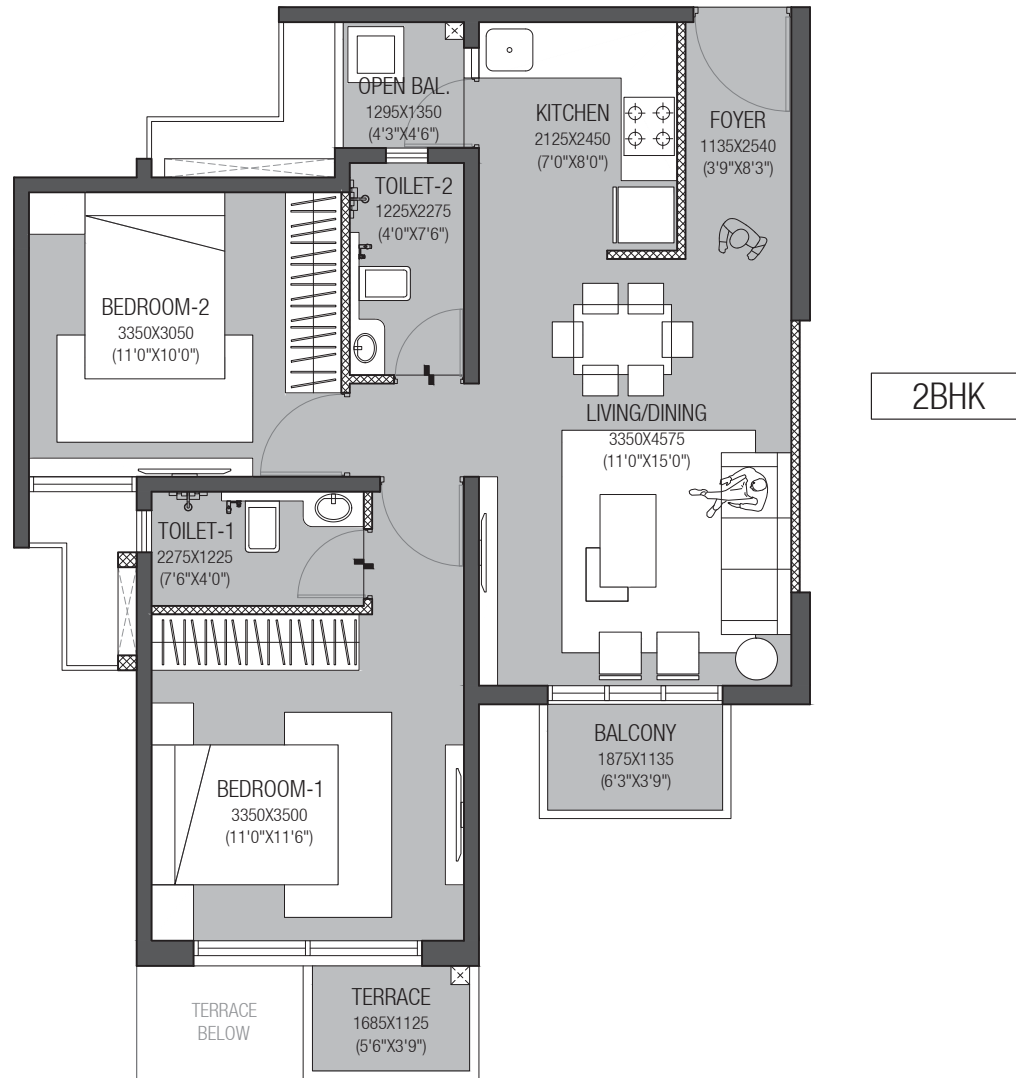 OPEN BAL.
1295X1350
(4'3"X4'6")
KITCHEN
2125X2450
(7'0"X8'0")
FOYER
1135X2540
(3'9"X8'3")
TOILET-2
1225X2275
(4'0"X7'6")
BEDROOM-2
3350X3050
(11'0"X10'0")
2BHK
LIVING/DINING
3350X4575
(11'0"X15'0")
TOILET-1
2275X1225
(7'6"X4'0")
BALCONY
1875X1135
(6'3"X3'9")
BEDROOM-1
3350X3500
(11'0"X11'6")
TERRACE
BELOW
TERRACE
1685X1125
(5'6"X3'9")